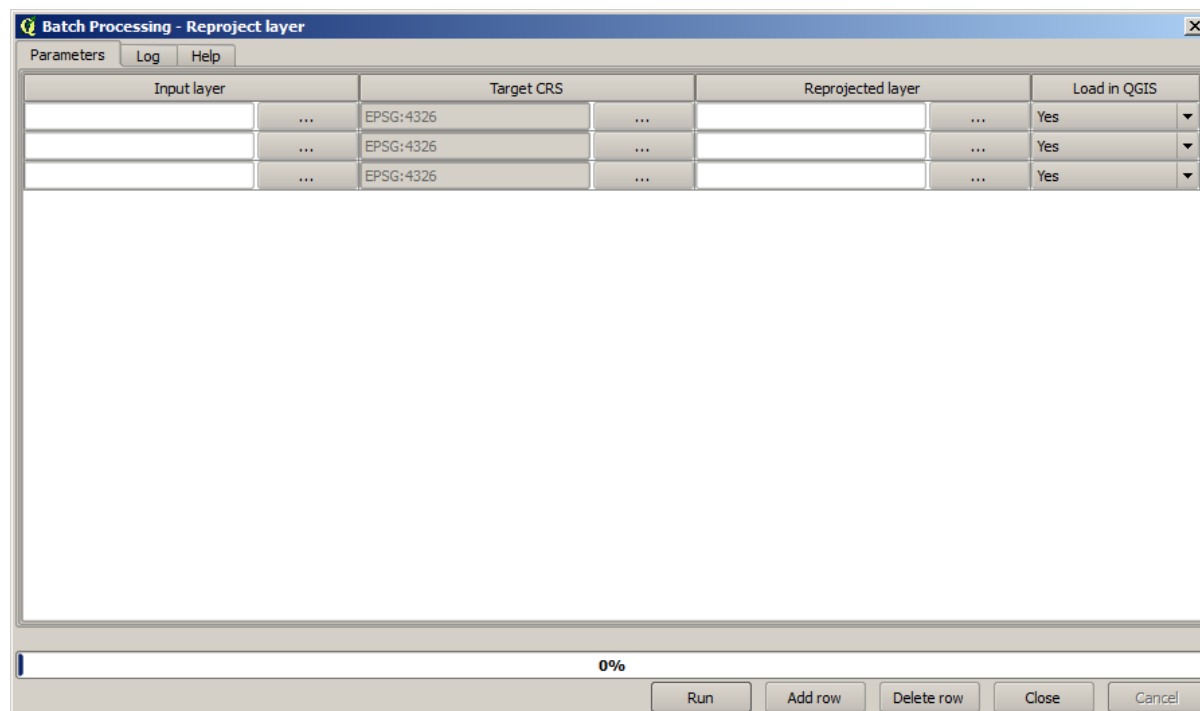 Batch Processing - Reproject layer
Parameters Log Help
Input layer Target CRS Reprojected layer Load in QGIS
... EPSG:4326 ... ... Yes
... EPSG:4326 ... ... Yes
... EPSG:4326 ... ... Yes
0%
Run Add row Delete row Close Cancel